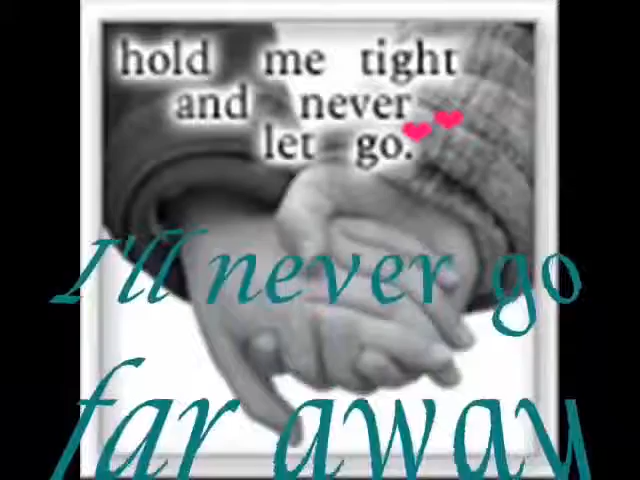 hold me tight
and never
let go.
I'll never go
far away